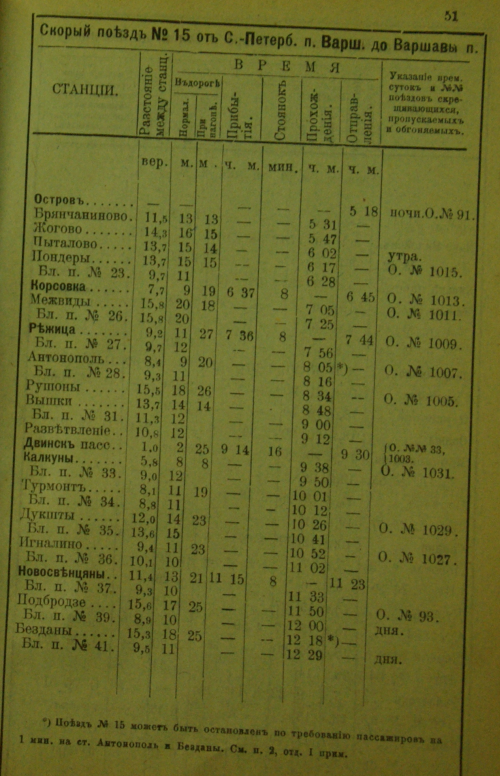 51
Скорый поѣздъ № 15 отъ С.-Петерб. п. Варш. до Варшавы п.
СТАНЦІИ.
Разстояніе между станц.
ВРЕМЯ
Въ дорогѣ
Нормал.
При нагонѣ.
Прибытія.
Стоянокъ
Прохожденія.
Отправленія.
Указаніе врем.
сутокъ и №№
поѣздовъ скрещивающихся,
пропускаемыхъ
и обгоняемыхъ.
вер. м. м. ч. м. мин. ч. м. ч. м.
Островъ....... — — — — — 5 18 ночи.О.№ 91.
Брянчаниново. 11,5 13 13 — — 5 31 —
Жогово ....... 14,3 16 15 — — 5 47 —
Пыталово ..... 13,7 15 14 — — 6 02 —
Пондеры ...... 13,7 15 15 — — 6 17 — утра.
Бл. п. № 23. 9,7 11 — — 6 28 — О. № 1015.
Корсовка ..... 7,7 9 19 6 37 8 — 6 45 О. № 1013.
Межвиды ..... 15,8 20 18 — — 7 05 —
Бл. п. № 26. 15,8 20 — — 7 25 — О. № 1011.
Рѣжица ....... 9,2 11 27 7 36 8 — 7 44
Бл. п. № 27. 9,7 12 — — 7 56 — О. № 1009.
Антонополь ... 8,4 9 20 — — 8 05*) —
Бл. п. № 28. 9,3 11 — — 8 16 — О. № 1007.
Рушоны ...... 15,5 18 26 — — 8 34 —
Вышки ....... 13,7 14 14 — — 8 48 — О. № 1005.
Бл. п. № 31. 11,3 12 — — 9 00 —
Развѣтвленіе.. 10,8 12 — — 9 12 —
Двинскъ пасс.. 1,0 2 25 9 14 16 — 9 30 (О. №№ 33, 1003.
Калкуны ..... 5,8 8 8 — — 9 38 —
Бл. п. № 33. 9,0 12 — — 9 50 — О. № 1031.
Турмонтъ .... 8,1 11 19 — — 10 01 —
Бл. п. № 34. 8,8 11 — — 10 12 —
Дукшты ...... 12,0 14 23 — — 10 26 —
Бл. п. № 35. 13,6 15 — — 10 41 — О. № 1029.
Игналино .... 9,4 11 23 — — 10 52 —
Бл. п. № 36. 10,1 10 — — 11 02 — О. № 1027.
Новосвѣнцяны.. 11,4 13 21 11 15 8 — 11 23
Бл. п. № 37. 9,3 10 — — 11 33 —
Подбродзе .... 15,6 17 25 — — 11 50 —
Бл. п. № 39. 8,9 10 — — 12 00 — О. № 93.
Безданы ...... 15,3 18 25 — — 12 18*) — дня.
Бл. п. № 41. 9,5 11 — — 12 29 — дня.
*) Поѣздъ № 15 можетъ быть остановленъ по требованію пассажировъ на
1 мин. на ст. Антонополь и Безданы. См. п. 2, отд. I прим.